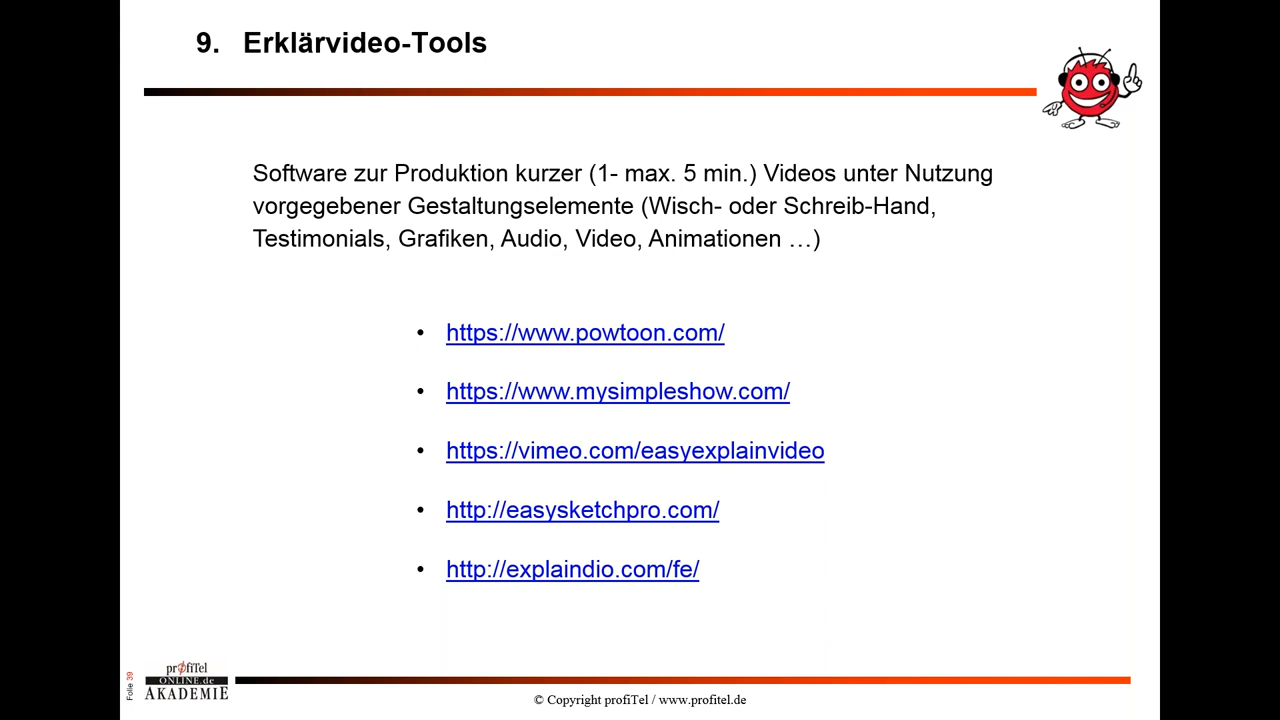 9. Erklärvideo-Tools
Software zur Produktion kurzer (1- max. 5 min.) Videos unter Nutzung
vorgegebener Gestaltungselemente (Wisch- oder Schreib-Hand,
Testimonials, Grafiken, Audio, Video, Animationen …)
• https://www.powtoon.com/
• https://www.mysimpleshow.com/
• https://vimeo.com/easyexplainvideo
• http://easysketchpro.com/
• http://explaindio.com/fe/
Folie 39
profiTel
ONLINE.de
AKADEMIE
© Copyright profiTel / www.profitel.de